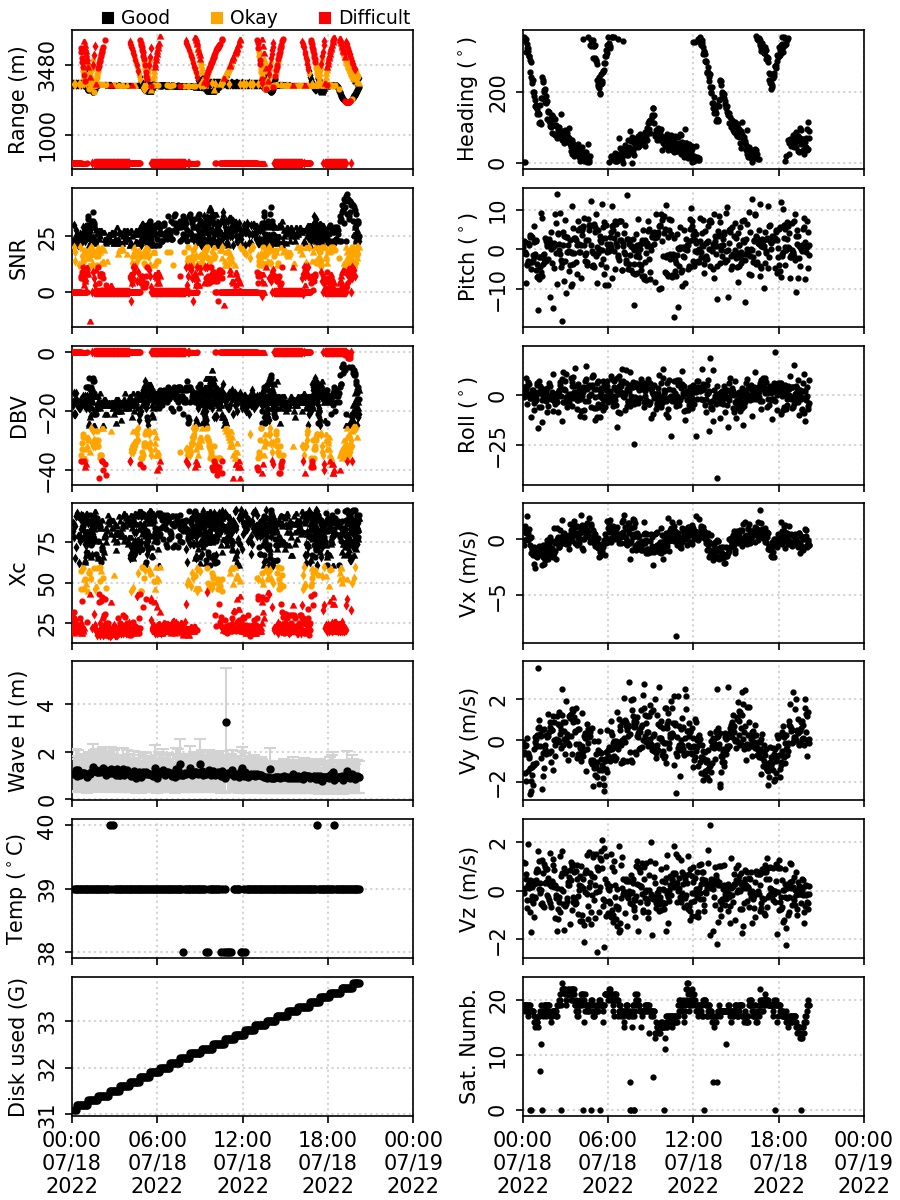 Good Okay Difficult
Range (m)
3480
1000
Heading (°)
200
0
SNR
25
0
Pitch (°)
10
0
−10
DBV
0
−20
−40
Roll (°)
0
−25
Xc
75
50
25
Vx (m/s)
0
−5
Wave H (m)
4
2
0
Vy (m/s)
2
0
−2
Temp (°C)
40
39
38
Vz (m/s)
2
0
−2
Disk used (G)
33
32
31
Sat. Numb.
20
10
0
00:00 06:00 12:00 18:00 00:00
07/18 07/18 07/18 07/18 07/19
2022 2022 2022 2022 2022
00:00 06:00 12:00 18:00 00:00
07/18 07/18 07/18 07/18 07/19
2022 2022 2022 2022 2022